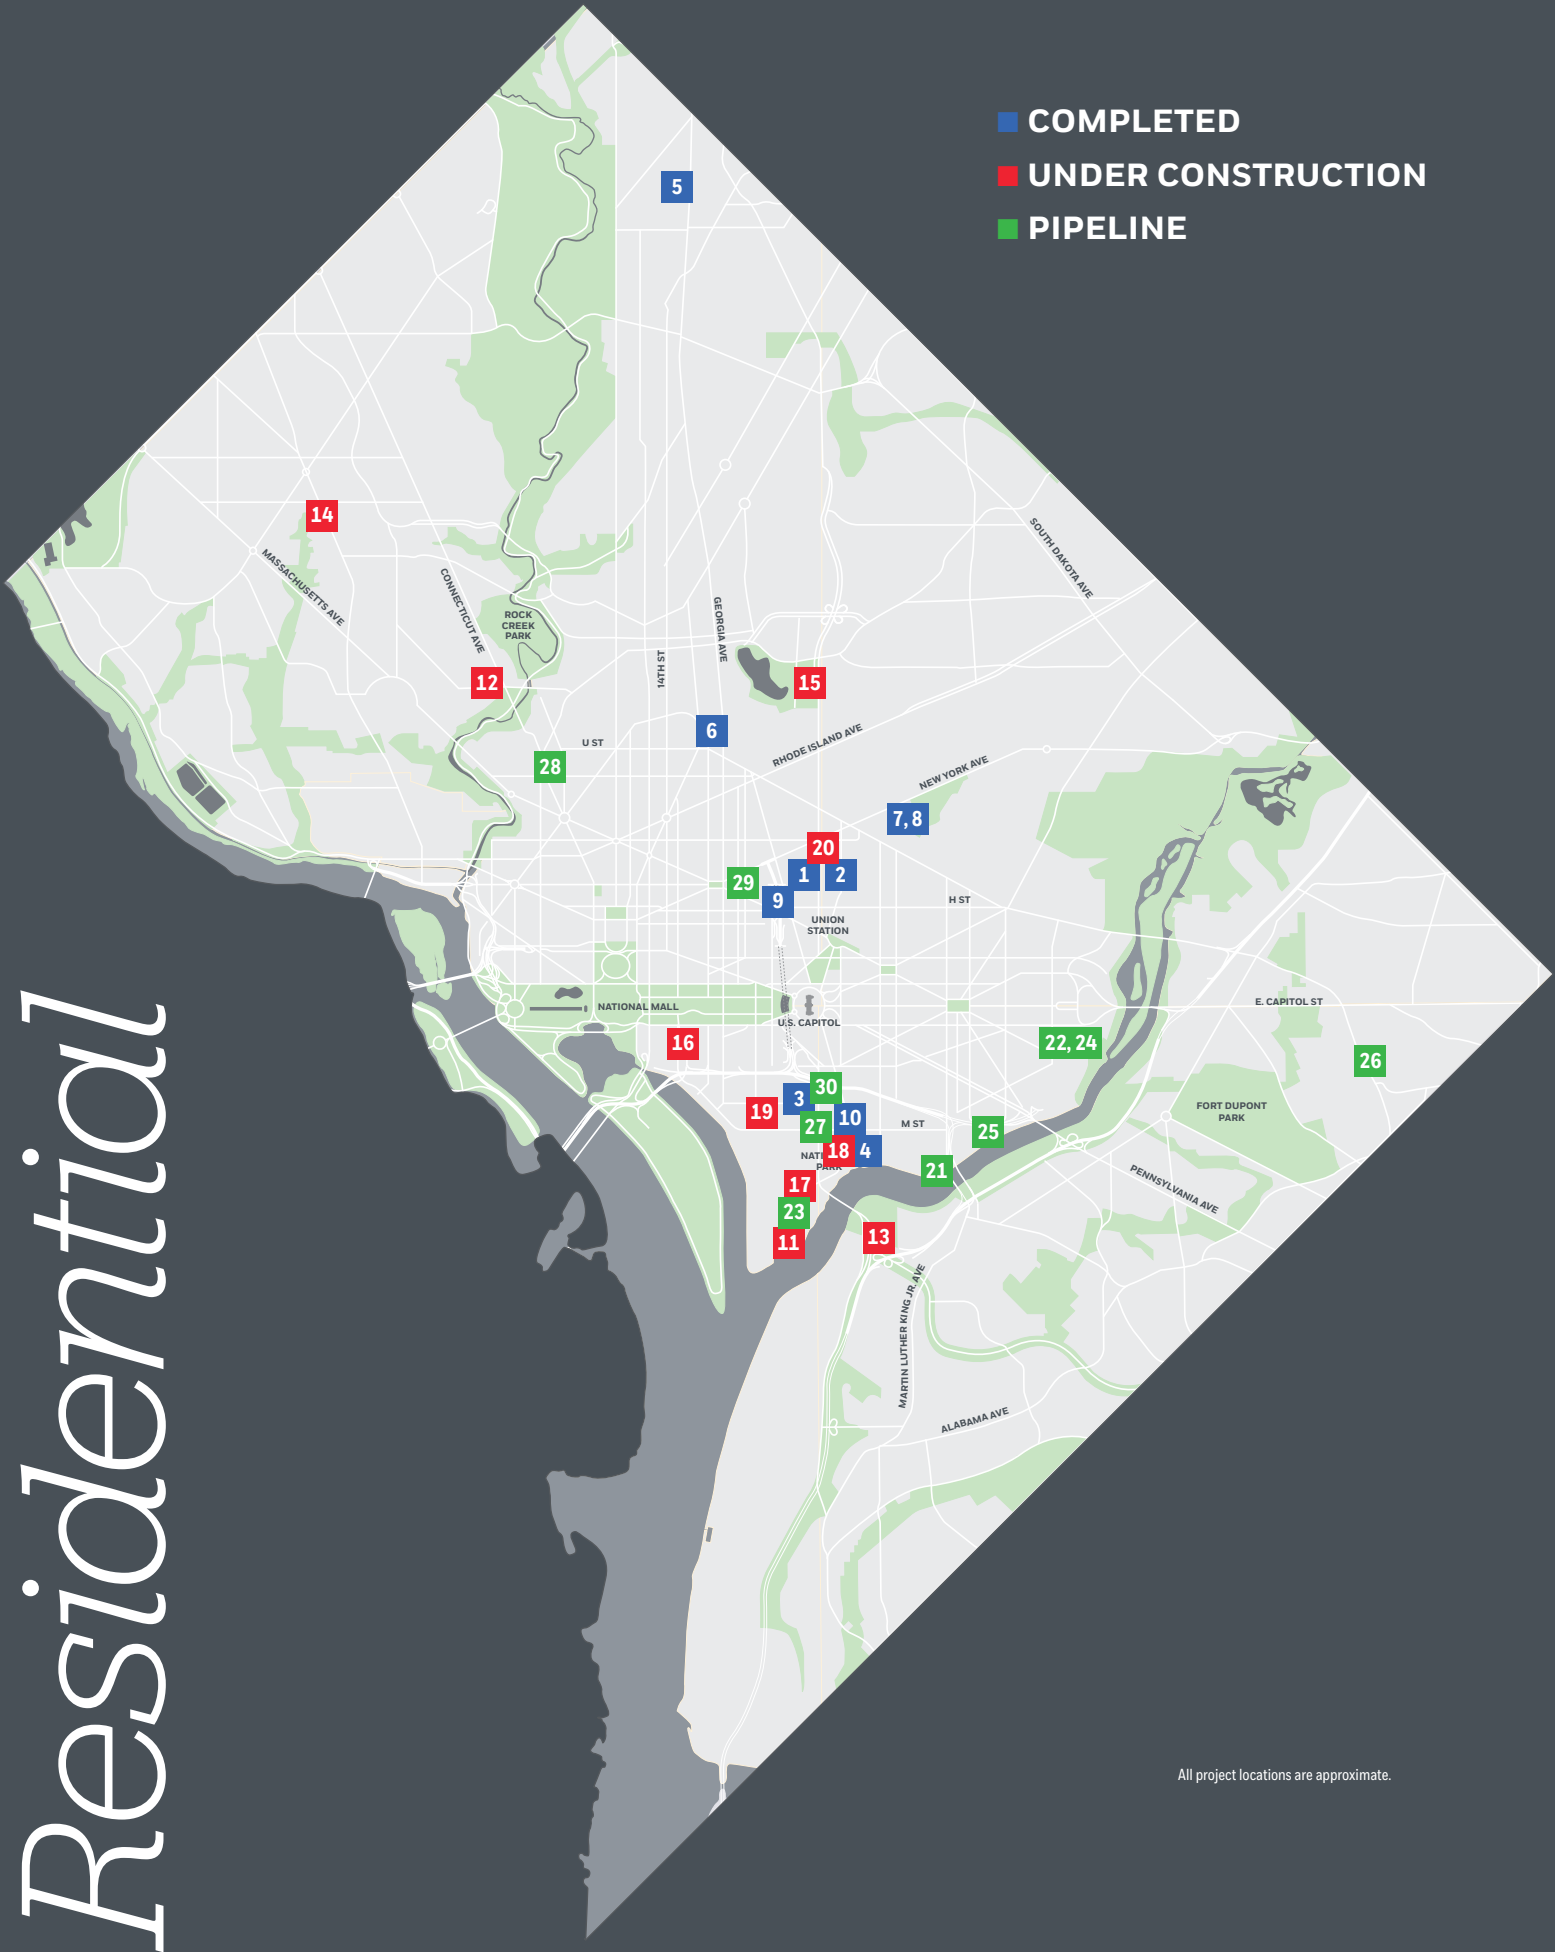 COMPLETED
UNDER CONSTRUCTION
PIPELINE
5
14
SOUTH DAKOTA AVE
MASSACHUSETTS AVE
CONNECTICUT AVE
ROCK
CREEK
PARK
GEORGIA AVE
14TH ST
12
15
6
U ST
RHODE ISLAND AVE
28
NEW YORK AVE
7, 8
20
29
1
2
9
H ST
UNION
STATION
NATIONAL MALL
E. CAPITOL ST
U.S. CAPITOL
16
22, 24
26
30
3
19
10
27
M ST
25
FORT DUPONT
PARK
18
4
NATI
PARK
21
PENNSYLVANIA AVE
17
23
11
13
MARTIN LUTHER KING JR. AVE
ALABAMA AVE
Residential
All project locations are approximate.